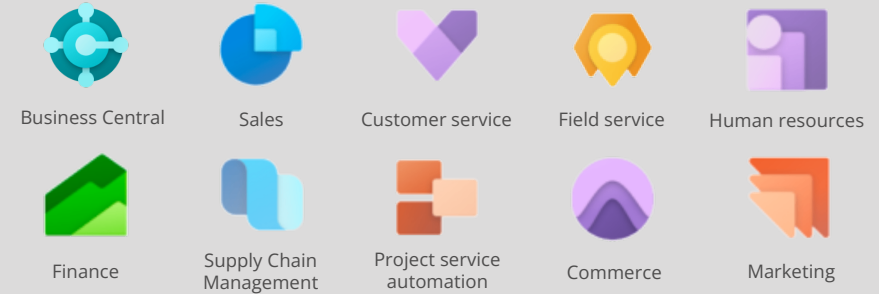 Business Central
Sales
Customer service
Field service
Human resources
Finance
Supply Chain
Management
Project service
automation
Commerce
Marketing